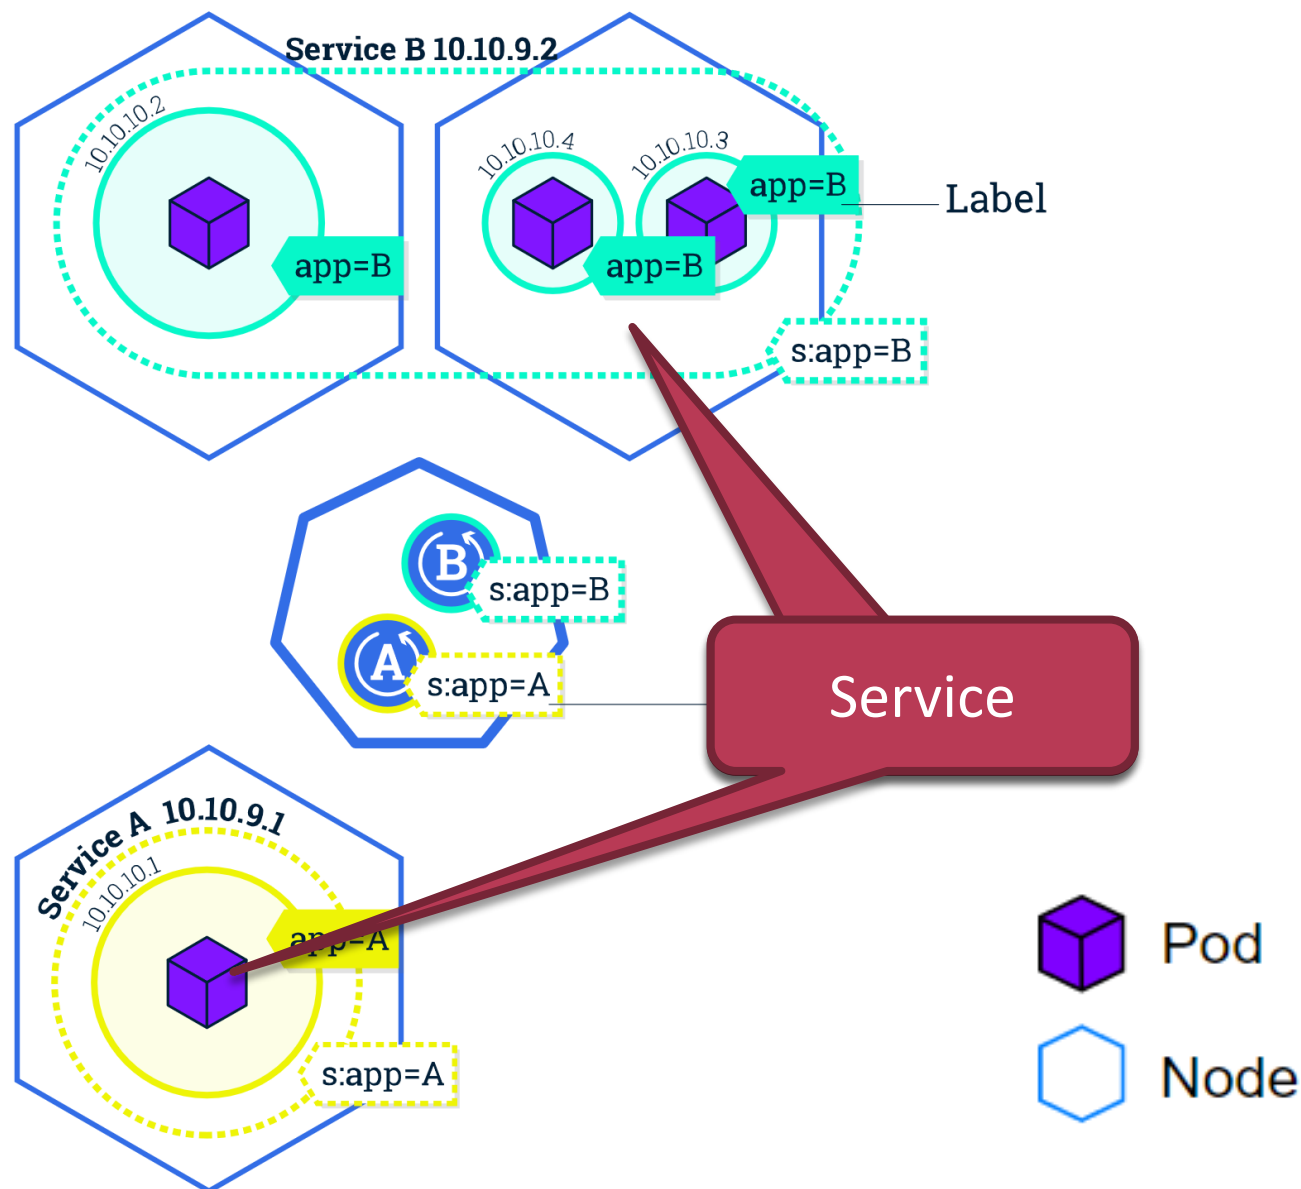 Service B 10.10.9.2
10.10.10.2
10.10.10.4
10.10.10.3
app=B
Label
app=B
app=B
s:app=B
B
s:app=B
A
s:app=A
Service
Service A 10.10.9.1
10.10.10.1
app=A
s:app=A
Pod
Node